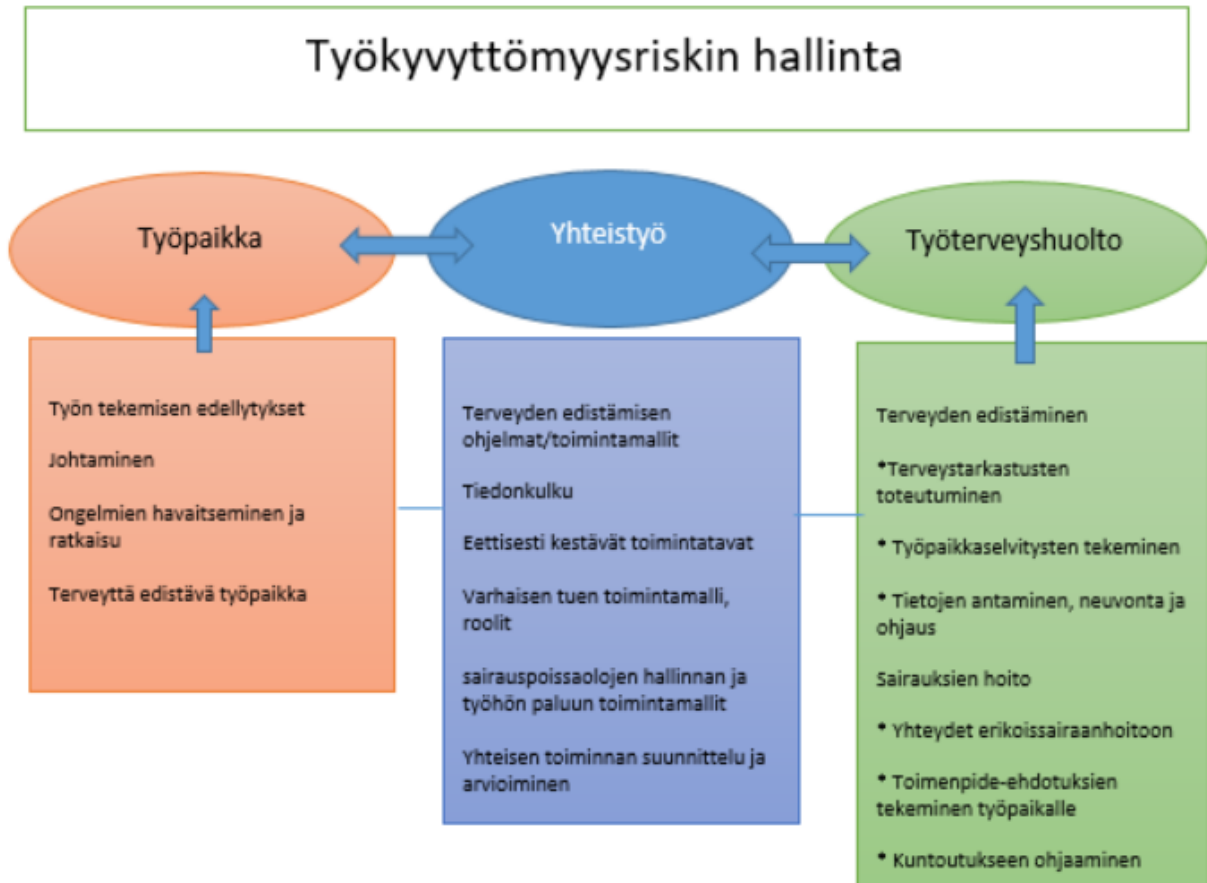 Työkyvyttömyysriskin hallinta
Työpaikka
Yhteistyö
Työterveyshuolto
Työn tekemisen edellytykset
Johtaminen
Ongelmien havaitseminen ja
ratkaisu
Terveyttä edistävä työpaikka
Terveyden edistämisen
ohjelmat/toimintamallit
Tiedonkulku
Eettisesti kestävät toimintatavat
Varhaisen tuen toimintamalli,
roolit
sairauspoissaolojen hallinnan ja
työhön paluun toimintamallit
Yhteisen toiminnan suunnittelu ja
arvioiminen
Terveyden edistäminen
*Terveystarkastusten
toteutuminen
* Työpaikkaselvitysten tekeminen
* Tietojen antaminen, neuvonta ja
ohjaus
Sairauksien hoito
* Yhteydet erikoissairaanhoitoon
* Toimenpide-ehdotuksien
tekeminen työpaikalle
* Kuntoutukseen ohjaaminen